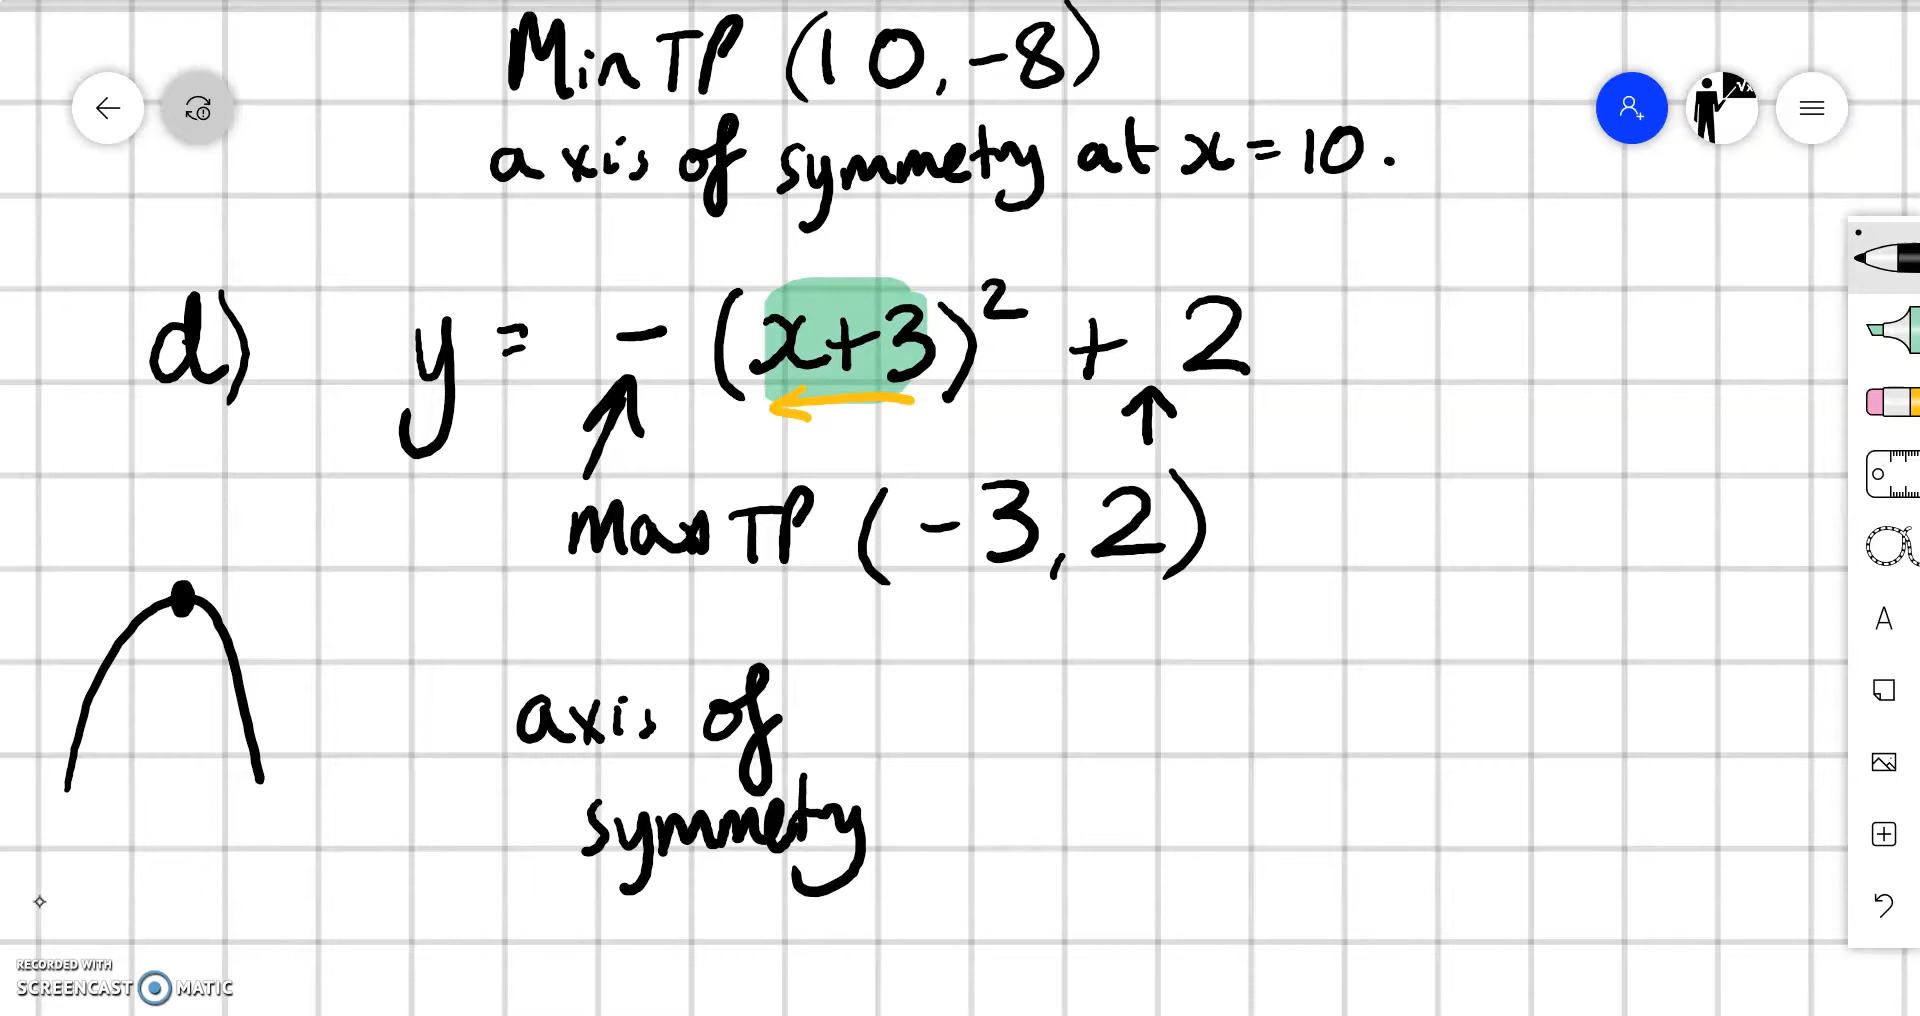 Min TP (10, -8)
axis of symmetry at x = 10.
d) y = - (x+3)² + 2
Max TP (-3, 2)
axis of
symmetry
A
RECORDED WITH
SCREENCAST MATIC